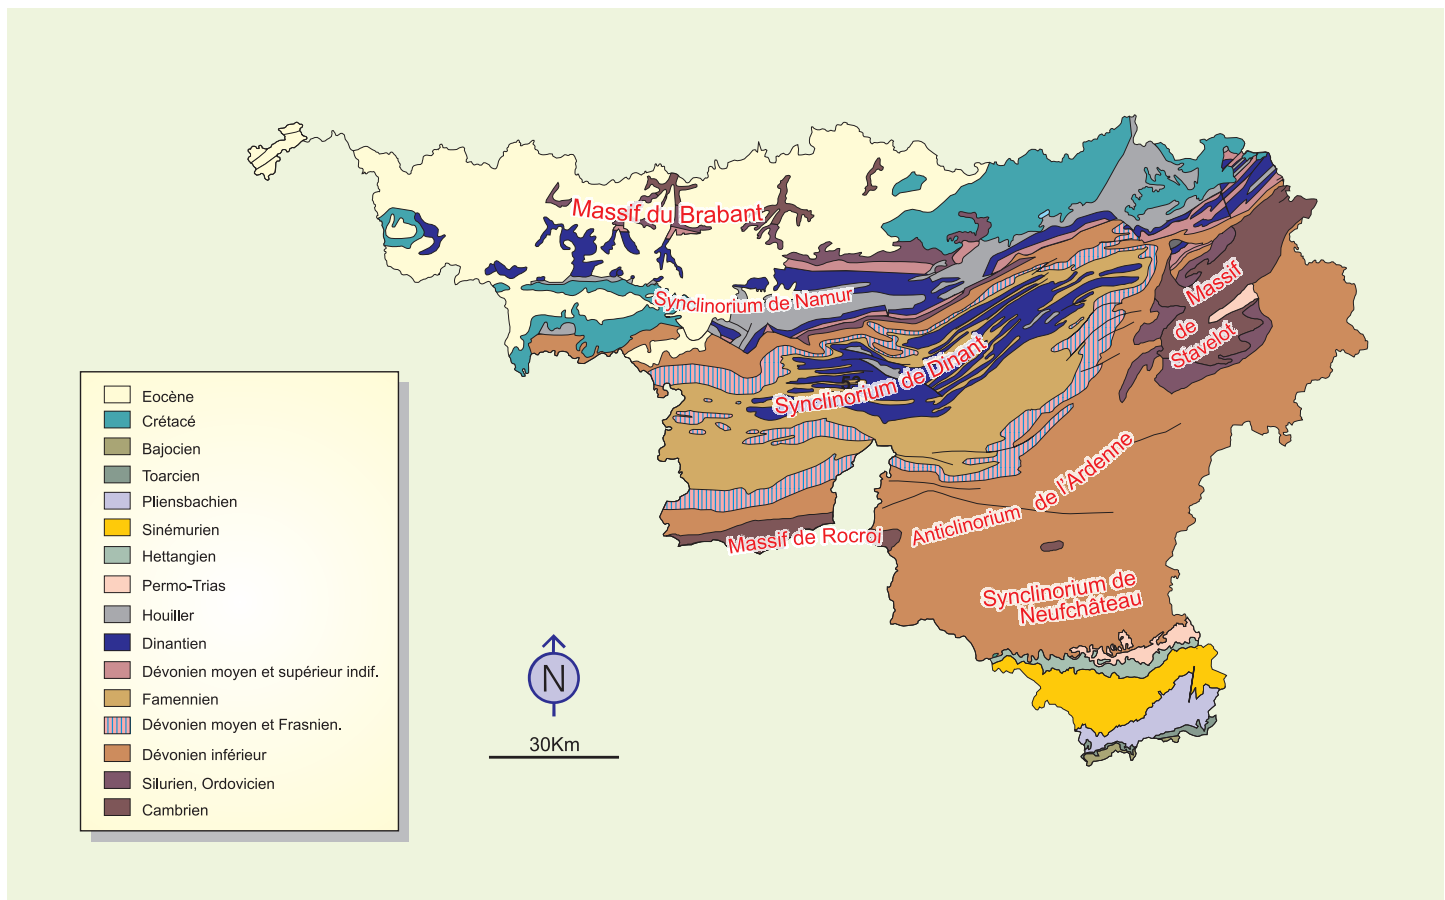 Massif du Brabant
Synclinorium de Namur
Massif
de
Stavelot
Synclinorium de Dinant
Anticlinorium de l'Ardenne
Massif de Rocroi
Synclinorium de
Neufchâteau
Eocène
Crétacé
Bajocien
Toarcien
Pliensbachien
Sinémurien
Hettangien
Permo-Trias
Houiller
Dinantien
Dévonien moyen et supérieur indif.
Famennien
Dévonien moyen et Frasnien.
Dévonien inférieur
Silurien, Ordovicien
Cambrien
N
30Km